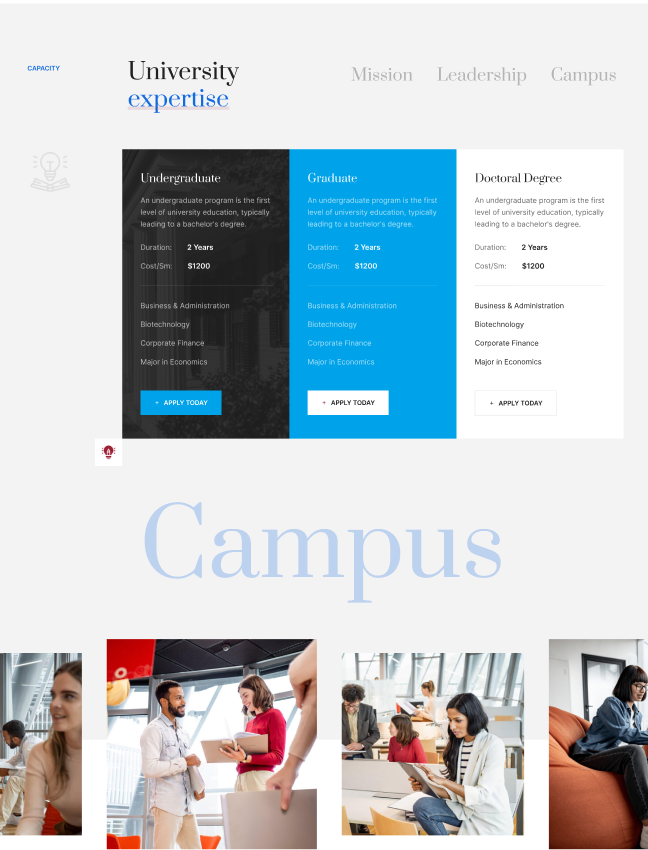 CAPACITY
University
expertise
Mission Leadership Campus
Undergraduate
An undergraduate program is the first
level of university education, typically
leading to a bachelor's degree.
Duration: 2 Years
Cost/Sm: $1200
Business & Administration
Biotechnology
Corporate Finance
Major in Economics
+ APPLY TODAY
Graduate
An undergraduate program is the first
level of university education, typically
leading to a bachelor's degree.
Duration: 2 Years
Cost/Sm: $1200
Business & Administration
Biotechnology
Corporate Finance
Major in Economics
+ APPLY TODAY
Doctoral Degree
An undergraduate program is the first
level of university education, typically
leading to a bachelor's degree.
Duration: 2 Years
Cost/Sm: $1200
Business & Administration
Biotechnology
Corporate Finance
Major in Economics
+ APPLY TODAY
Campus